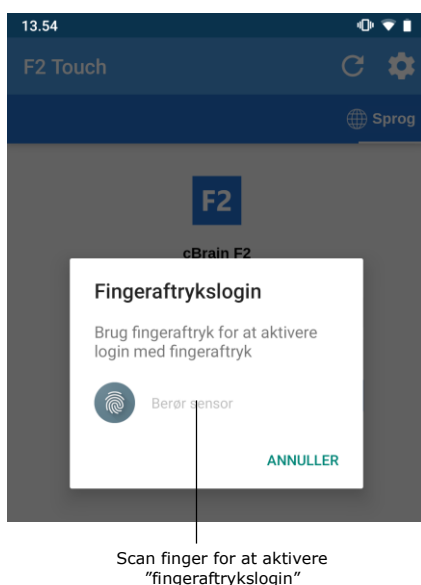 13.54
F2 Touch
Sprog
F2
cBrain F2
Fingeraftrykslogin
Brug fingeraftryk for at aktivere
login med fingeraftryk
Berør sensor
ANNULLER
Scan finger for at aktivere
”fingeraftrykslogin”